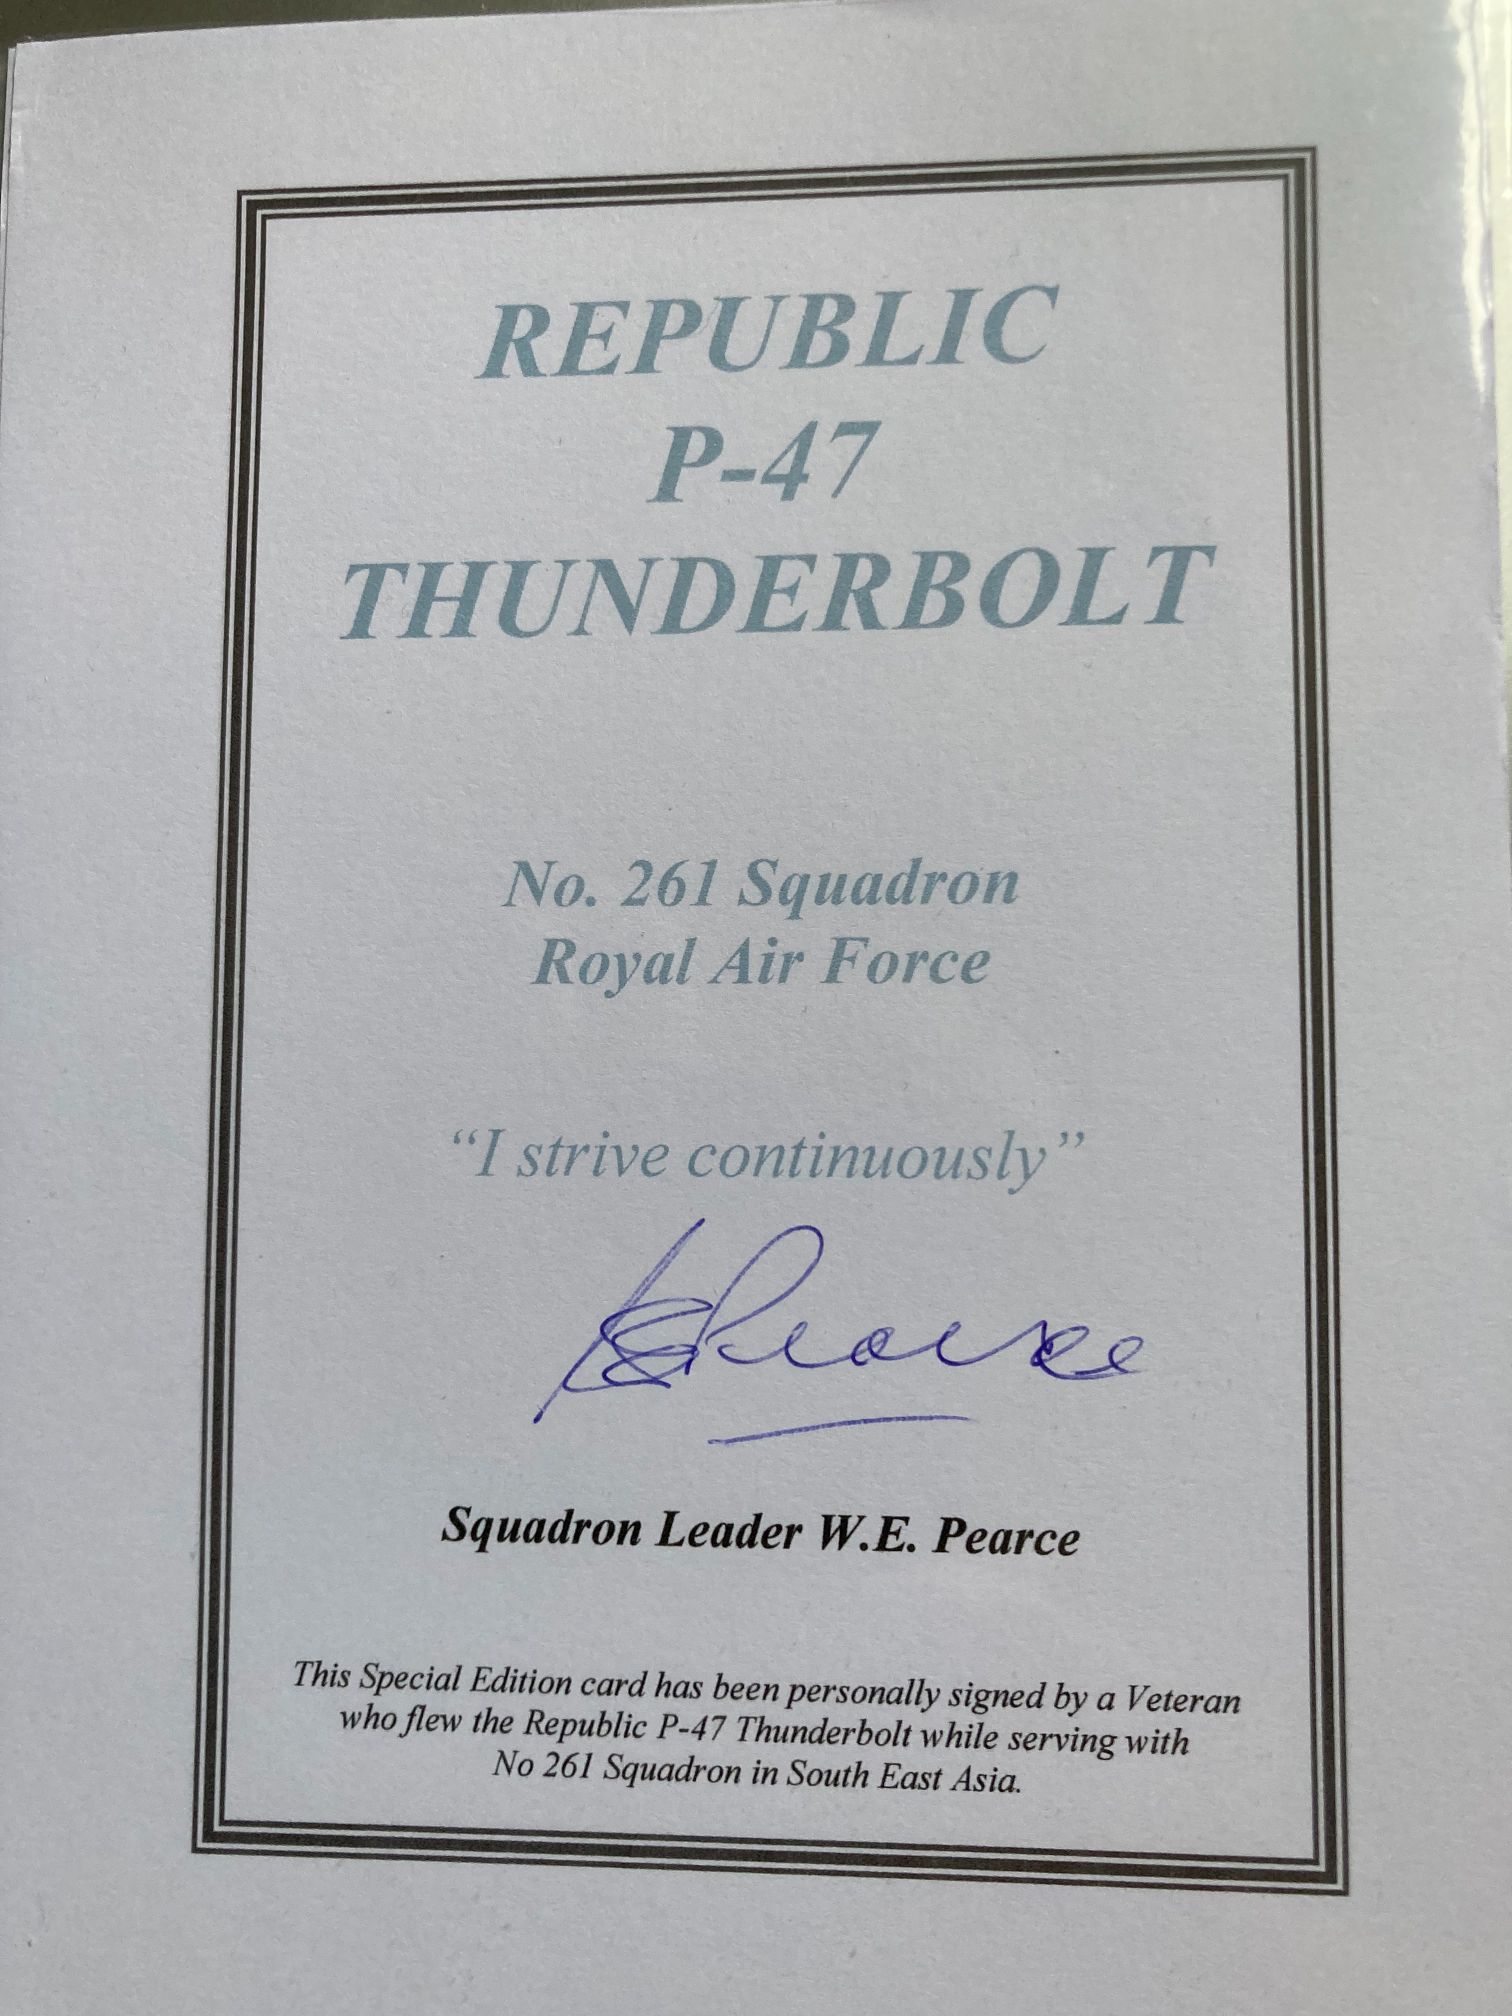 REPUBLIC
P-47
THUNDERBOLT
No. 261 Squadron
Royal Air Force
“I strive continuously”
WEPearce
Squadron Leader W.E. Pearce
This Special Edition card has been personally signed by a Veteran
who flew the Republic P-47 Thunderbolt while serving with
No 261 Squadron in South East Asia.